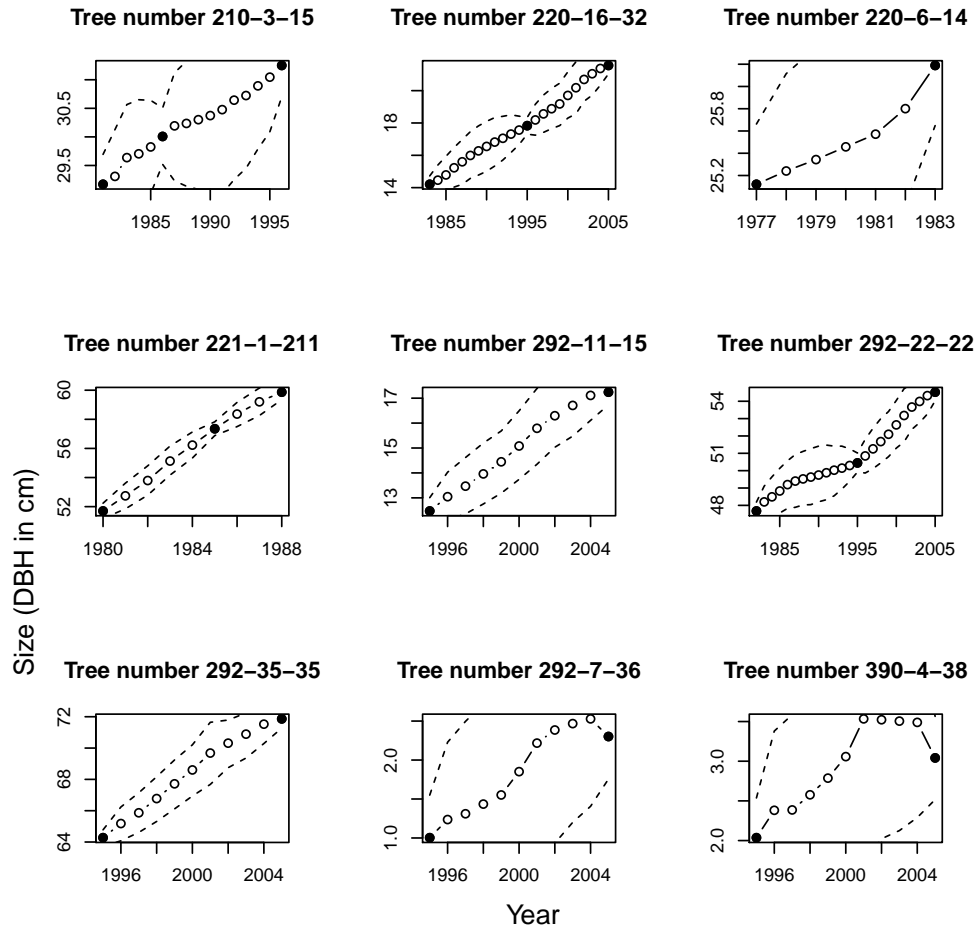 Tree number 210−3−15 Tree number 220−16−32 Tree number 220−6−14
29.5 30.5
1985 1990 1995
14 18
1985 1995 2005
25.2 25.8
1977 1979 1981 1983
Tree number 221−1−211 Tree number 292−11−15 Tree number 292−22−22
52 56 60
1980 1984 1988
13 15 17
1996 2000 2004
48 51 54
1985 1995 2005
Tree number 292−35−35 Tree number 292−7−36 Tree number 390−4−38
64 68 72
1996 2000 2004
1.0 2.0
1996 2000 2004
2.0 3.0
1996 2000 2004
Size (DBH in cm)
Year